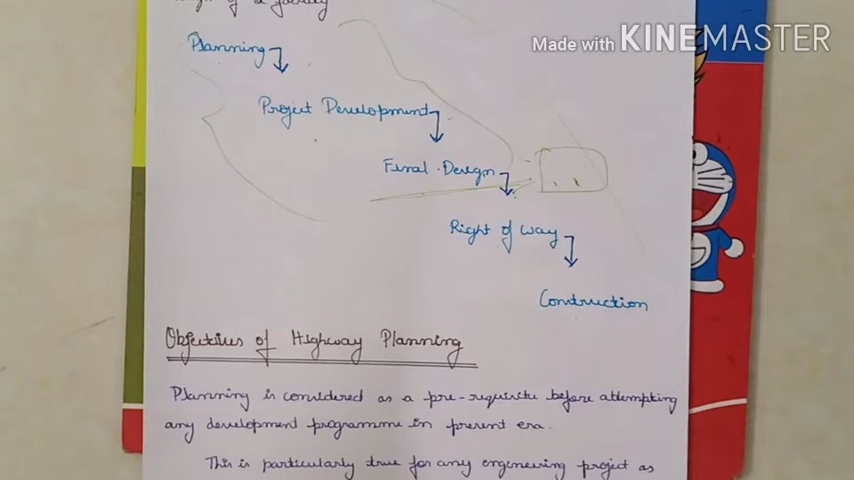 of a facility
Made with KINEMASTER
Planning
Project Development
Final Design
Right of Way
Construction
Objectives of Highway Planning
Planning is considered as a pre-requisite before attempting
any development programme in present era.
This is particularly true for any engineering project as